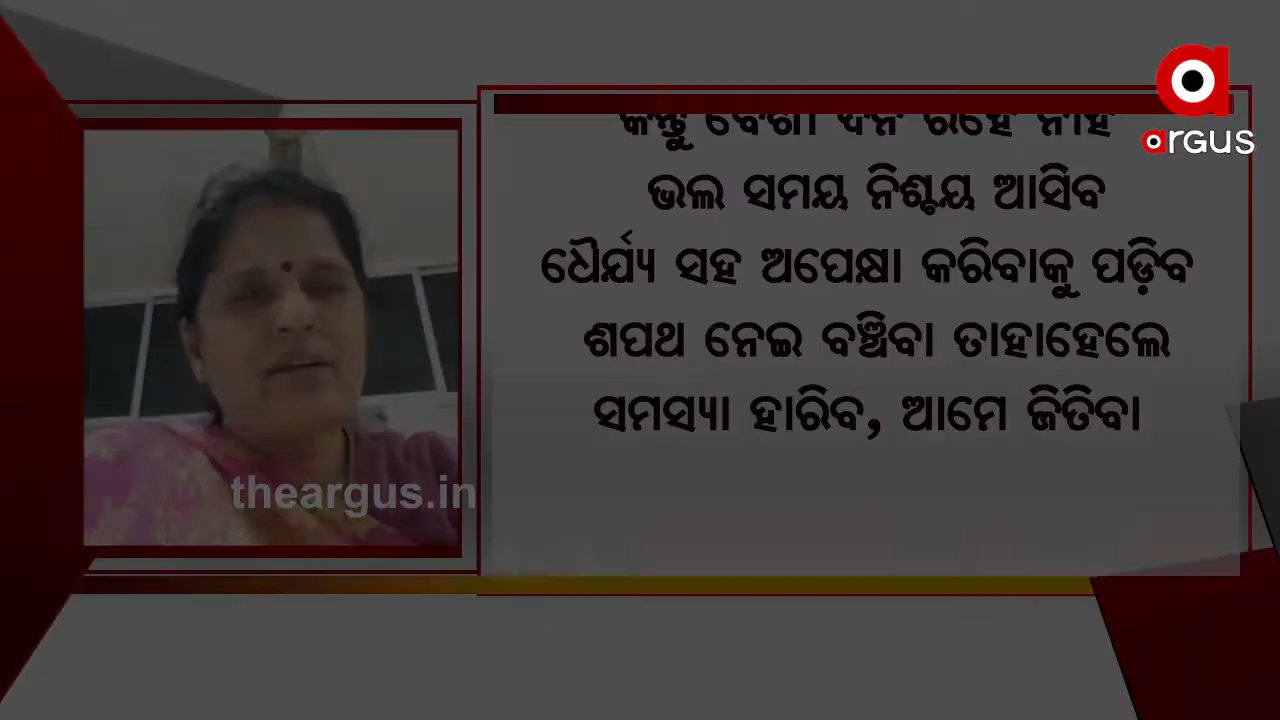 argus
ଭଲ ସମୟ ନିଶ୍ଚୟ ଆସିବ
ଧୈର୍ଯ୍ୟ ସହ ଅପେକ୍ଷା କରିବାକୁ ପଡ଼ିବ
ଶପଥ ନେଇ ବଞ୍ଚିବା ତାହାହେଲେ
ସମସ୍ୟା ହାରିବ, ଆମେ ଜିତିବା
theargus.in